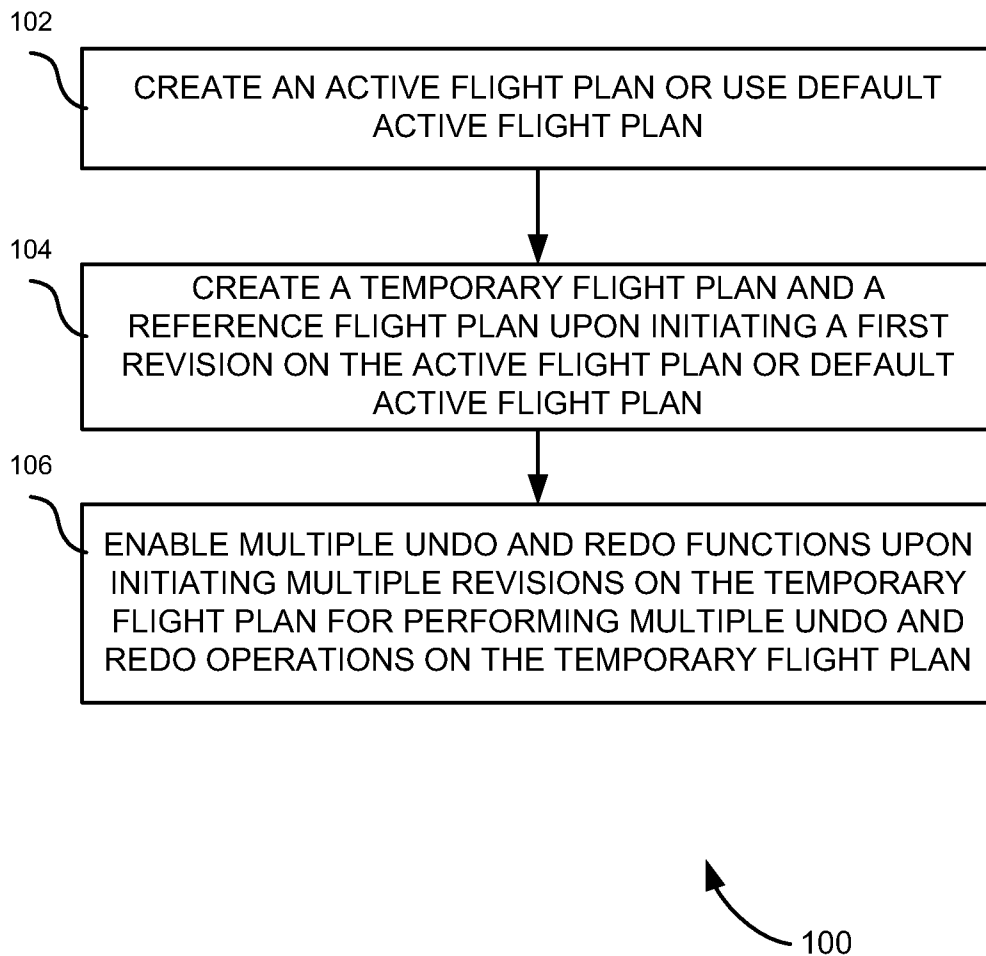 102
CREATE AN ACTIVE FLIGHT PLAN OR USE DEFAULT
ACTIVE FLIGHT PLAN
104
CREATE A TEMPORARY FLIGHT PLAN AND A
REFERENCE FLIGHT PLAN UPON INITIATING A FIRST
REVISION ON THE ACTIVE FLIGHT PLAN OR DEFAULT
ACTIVE FLIGHT PLAN
106
ENABLE MULTIPLE UNDO AND REDO FUNCTIONS UPON
INITIATING MULTIPLE REVISIONS ON THE TEMPORARY
FLIGHT PLAN FOR PERFORMING MULTIPLE UNDO AND
REDO OPERATIONS ON THE TEMPORARY FLIGHT PLAN
100